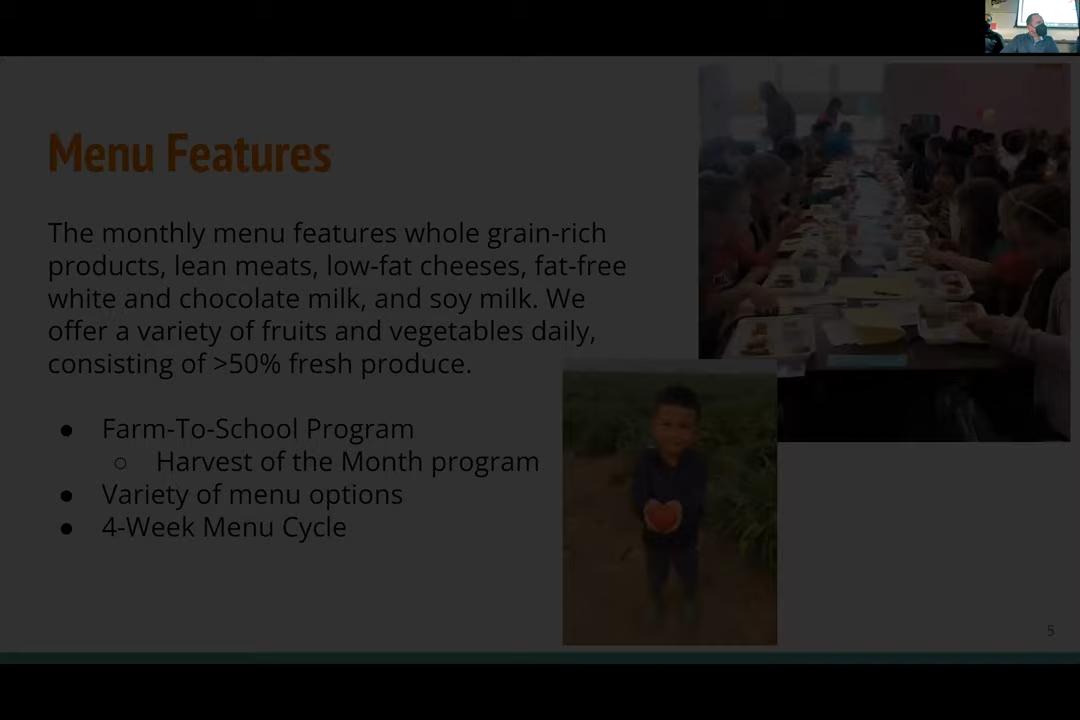 Menu Features
The monthly menu features whole grain-rich
products, lean meats, low-fat cheeses, fat-free
white and chocolate milk, and soy milk. We
offer a variety of fruits and vegetables daily,
consisting of >50% fresh produce.
● Farm-To-School Program
○ Harvest of the Month program
● Variety of menu options
● 4-Week Menu Cycle
5